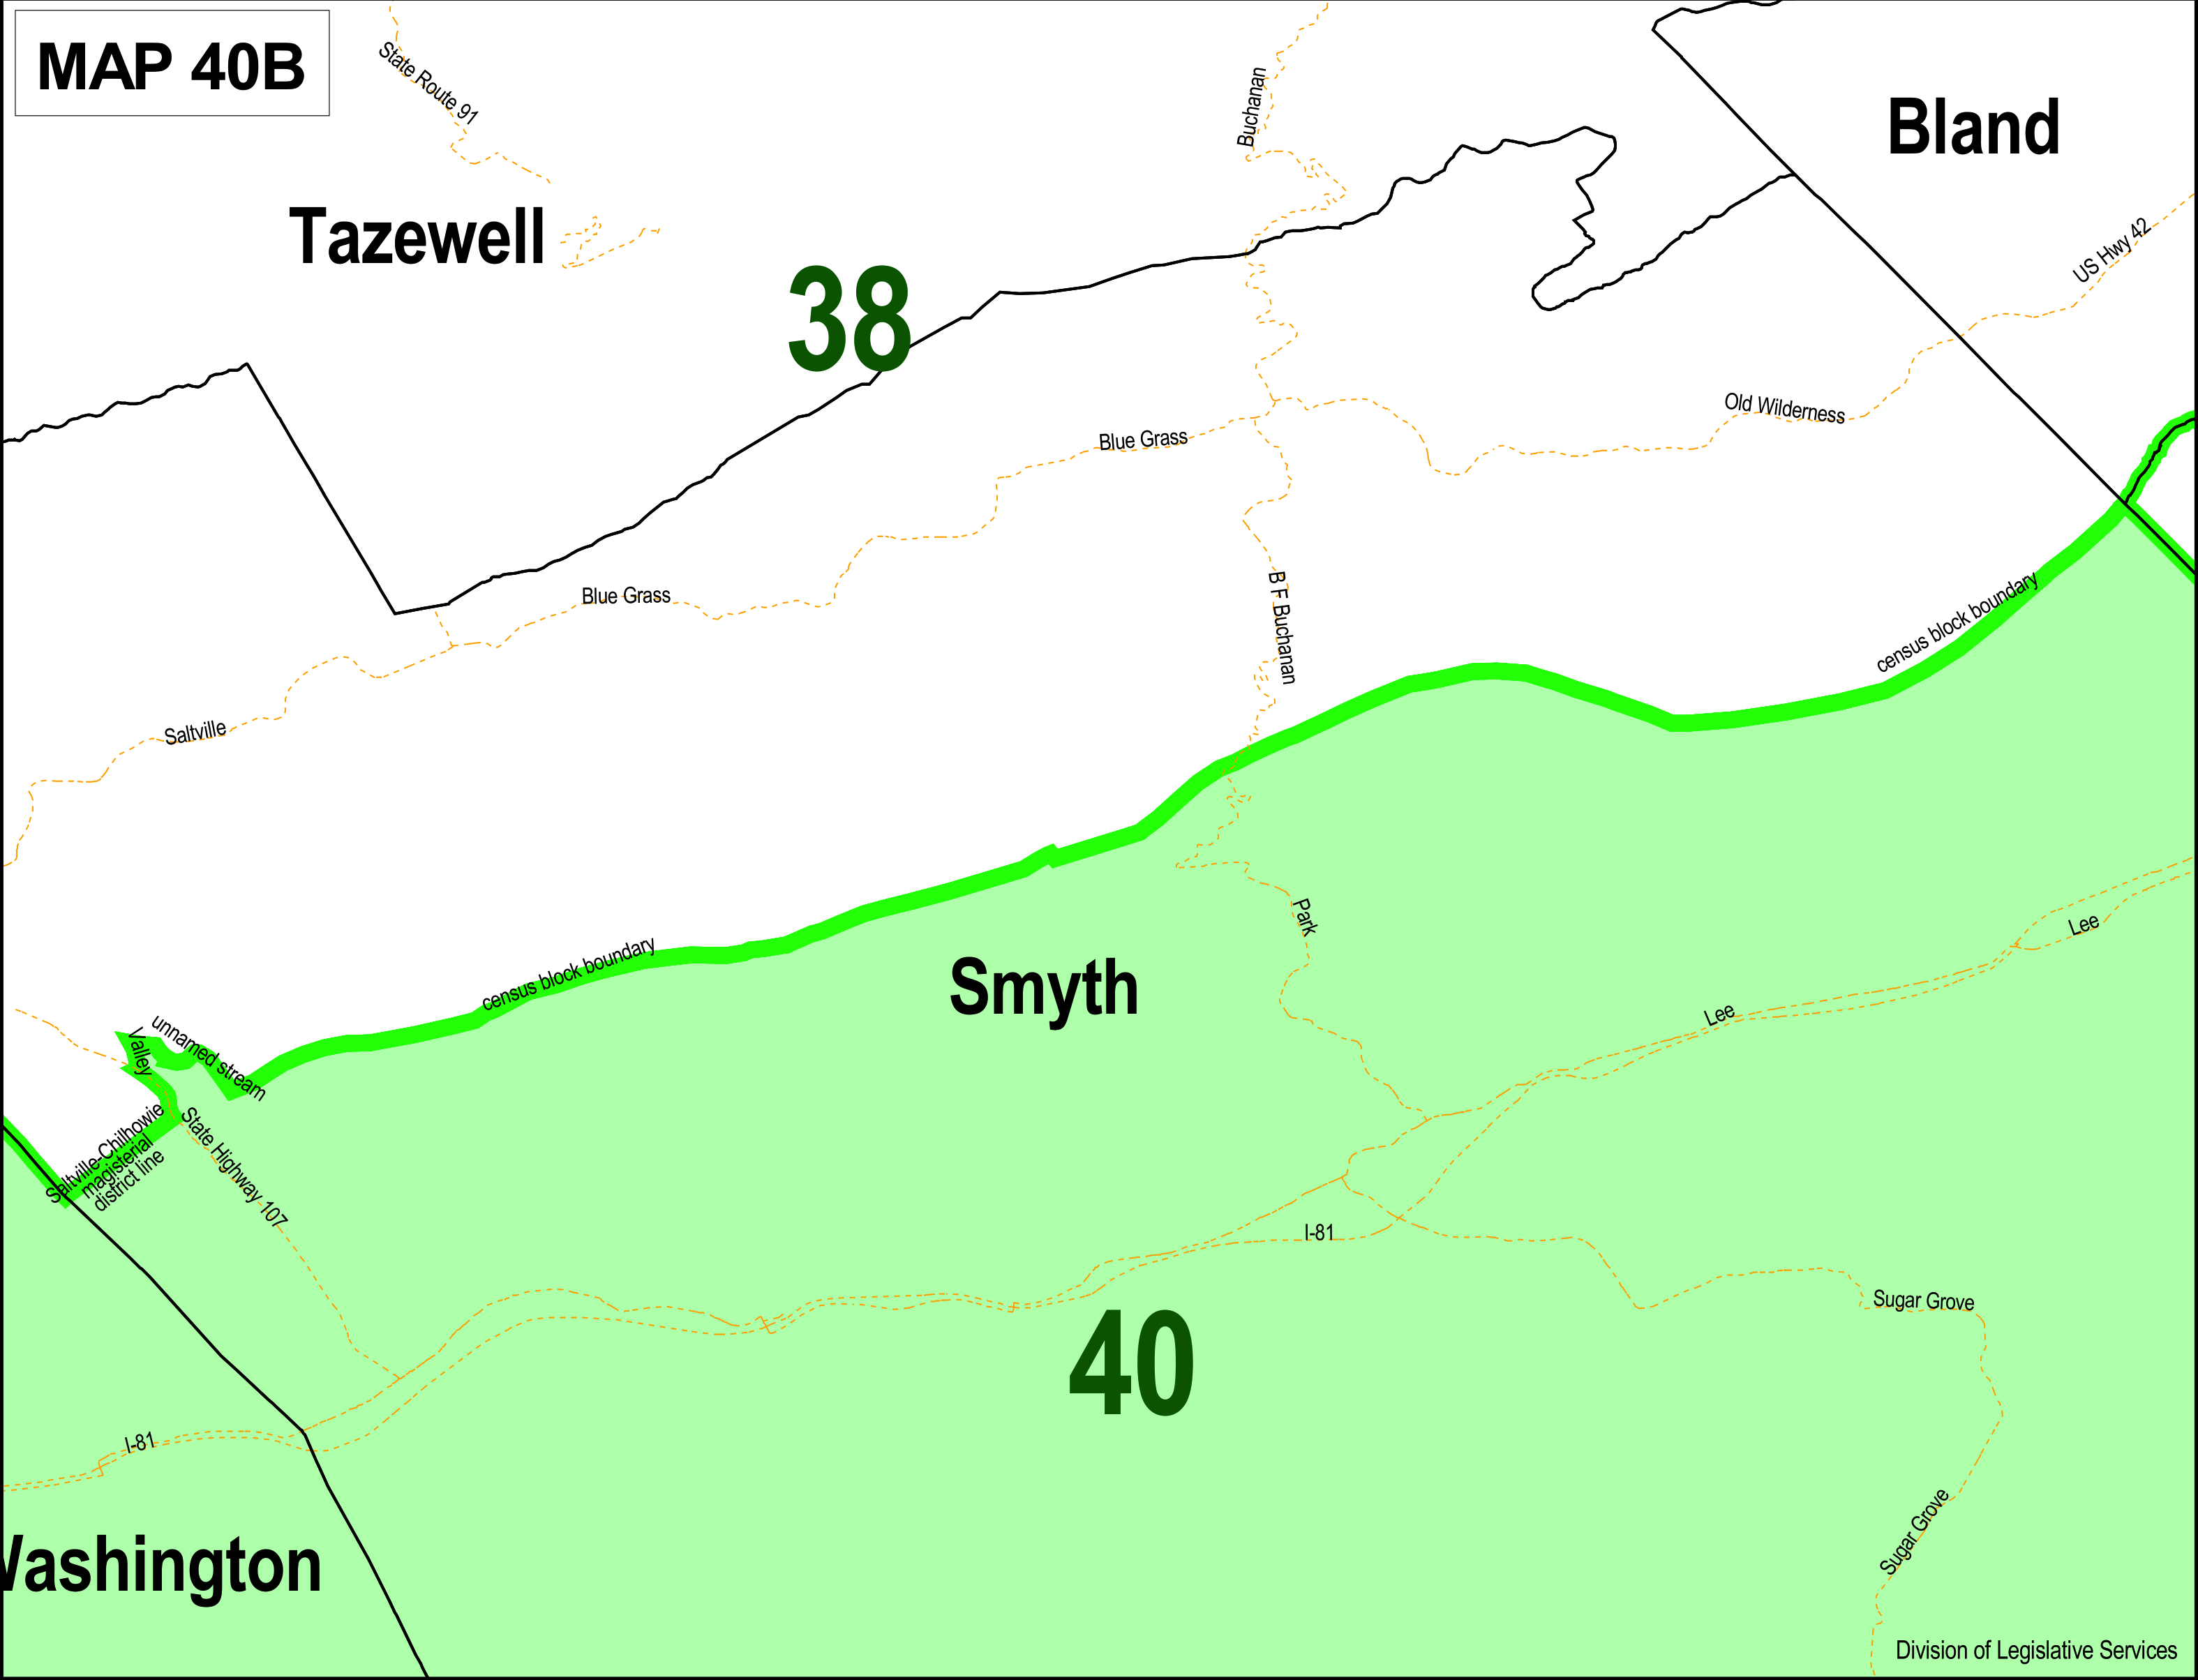 MAP 40B
State Route 91
Buchanan
Bland
Tazewell
US Hwy 42
38
Old Wilderness
Blue Grass
Blue Grass
B F Buchanan
census block boundary
Saltville
Park
Lee
census block boundary
Smyth
Lee
unnamed stream
Valley
Saltville-Chilhowie
magisterial
district line
State Highway 107
I-81
Sugar Grove
40
I-81
Sugar Grove
Washington
Division of Legislative Services